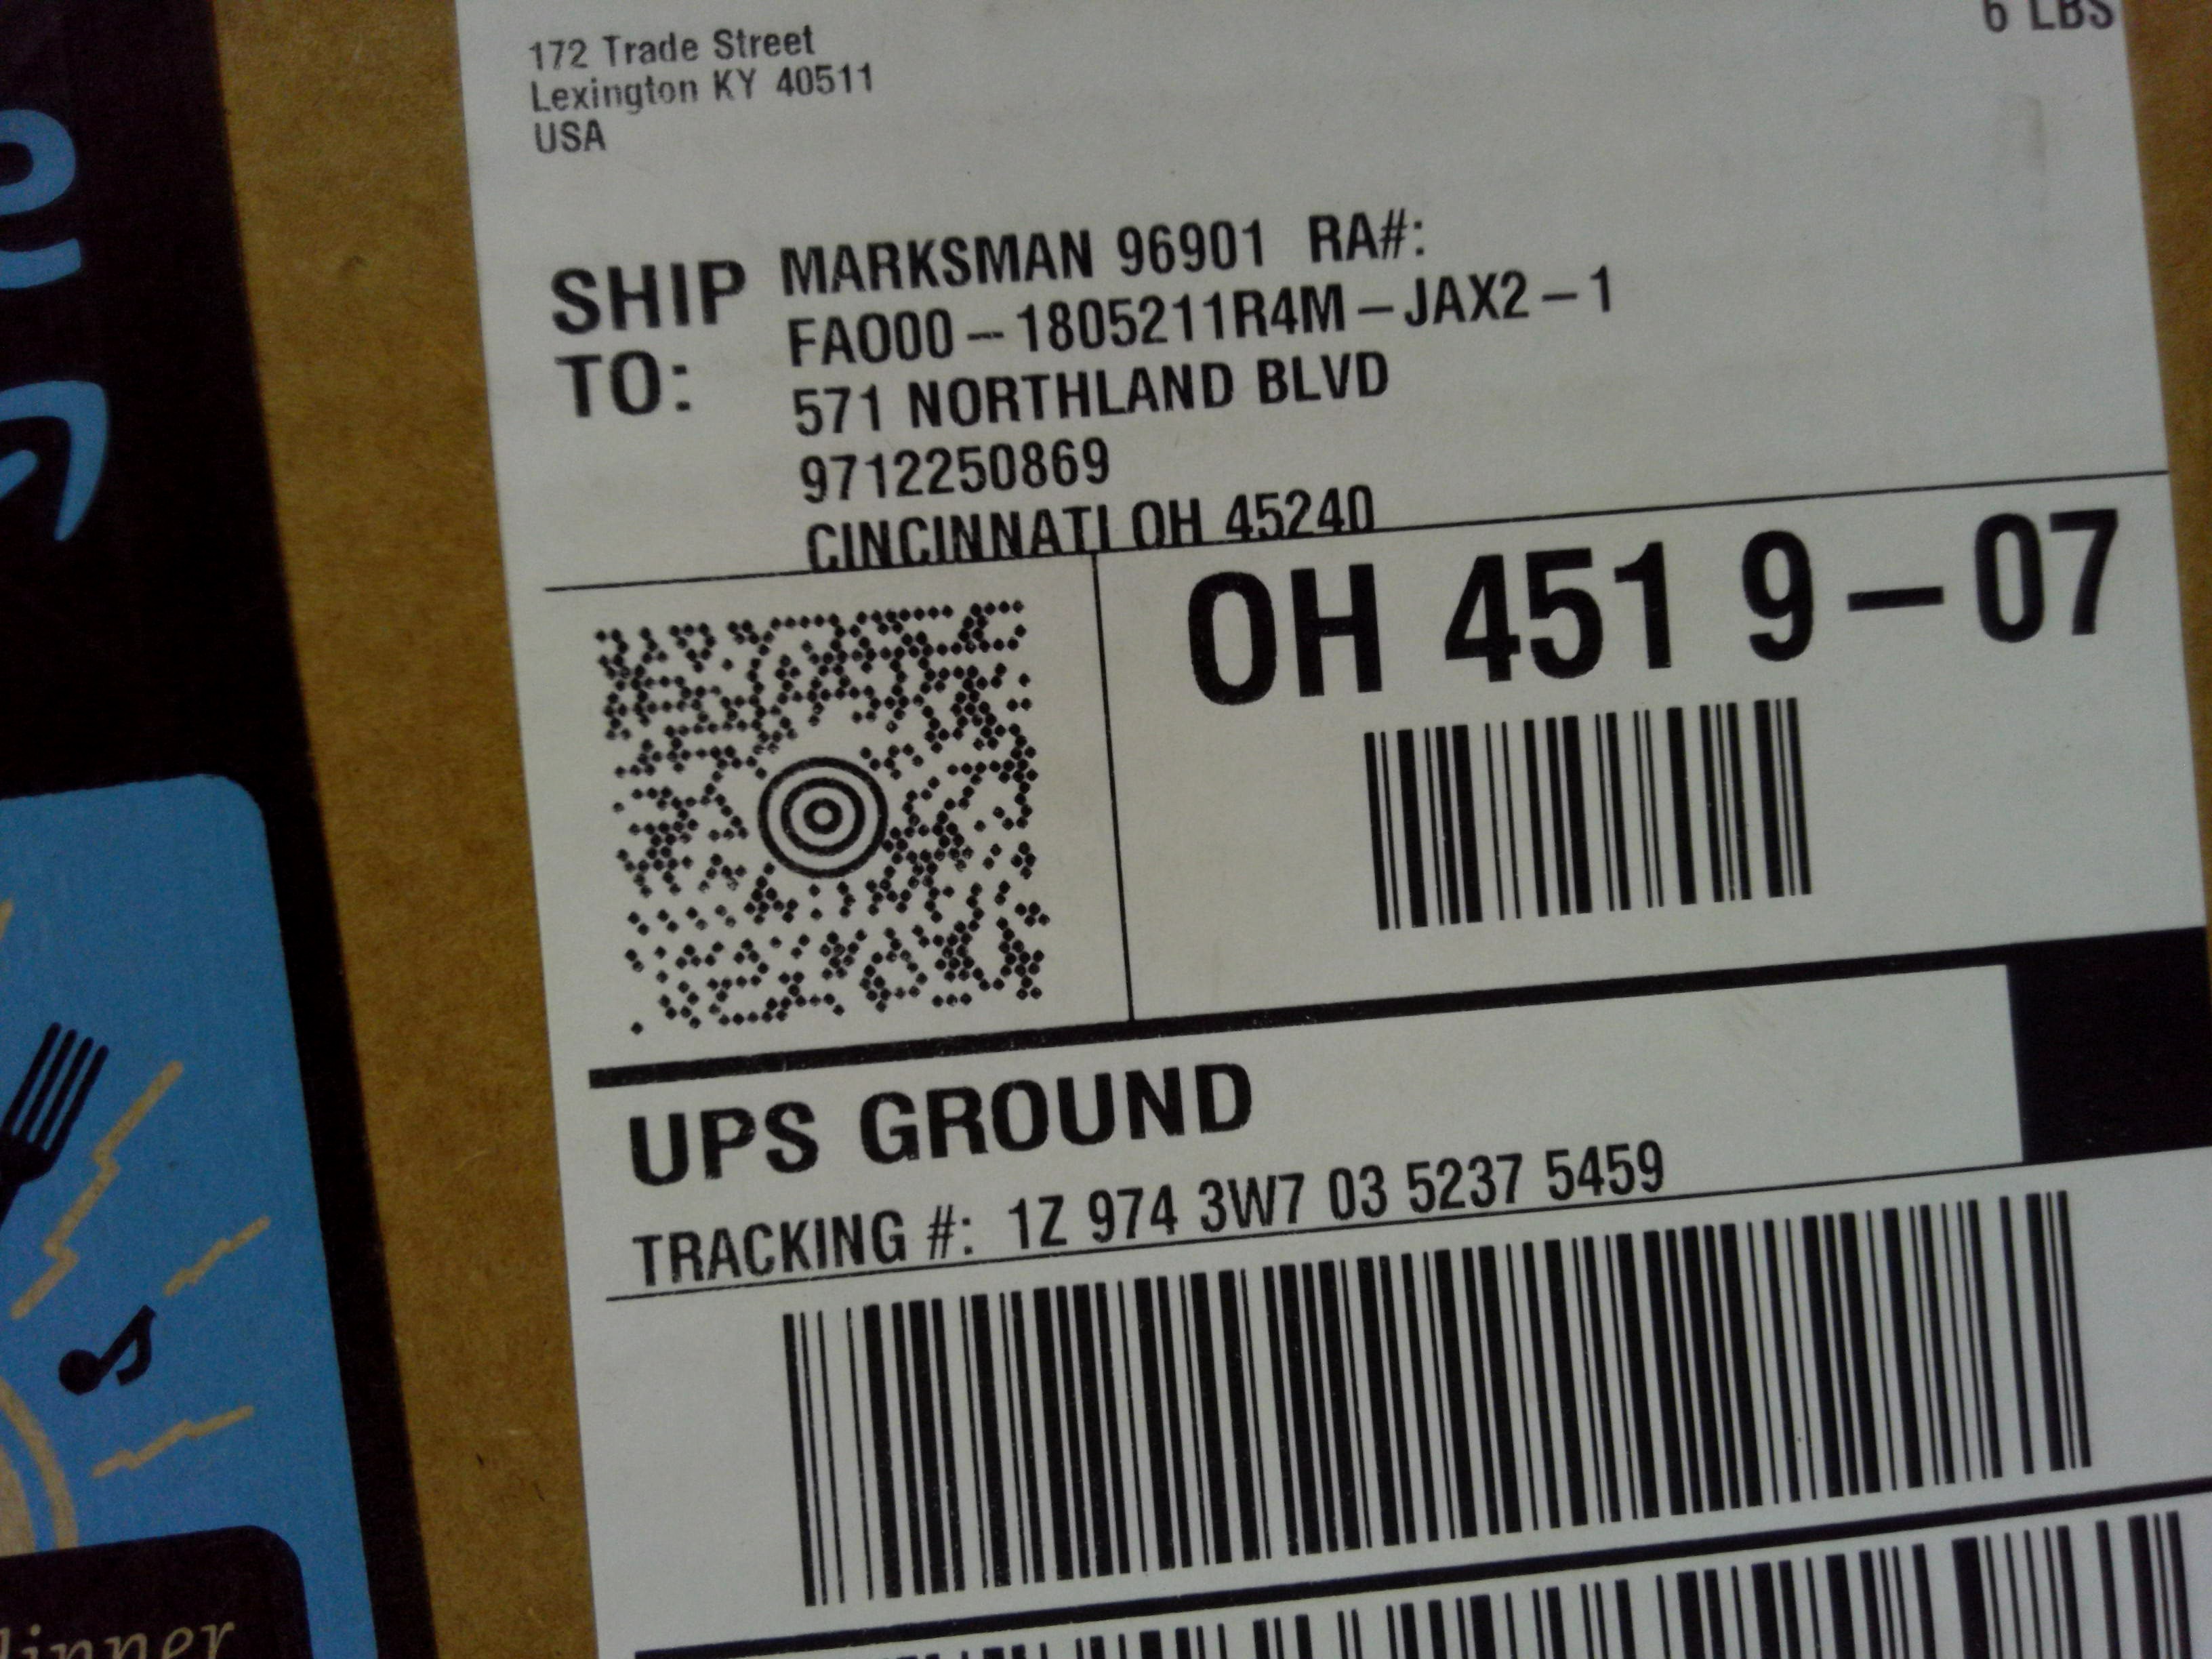 6 LBS
172 Trade Street
Lexington KY 40511
USA
SHIP TO:
MARKSMAN 96901 RA#:
FAO00-1805211R4M-JAX2-1
571 NORTHLAND BLVD
9712250869
CINCINNATI OH 45240
OH 451 9-07
UPS GROUND
TRACKING #: 1Z 974 3W7 03 5237 5459